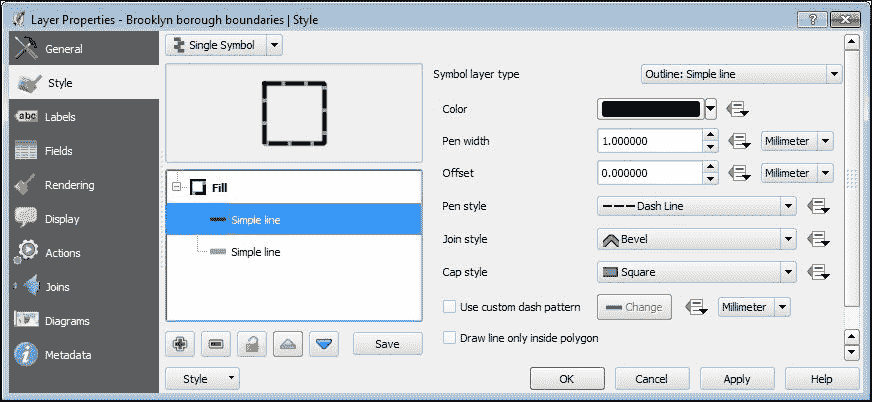 Layer Properties - Brooklyn borough boundaries | Style
?
General
Style
abc Labels
Fields
Rendering
Display
Actions
Joins
Diagrams
Metadata
Single Symbol
Fill
Simple line
Simple line
Save
Symbol layer type Outline: Simple line
Color
Pen width 1.000000 Millimeter
Offset 0.000000 Millimeter
Pen style Dash Line
Join style Bevel
Cap style Square
Use custom dash pattern Change Millimeter
Draw line only inside polygon
Style OK Cancel Apply Help